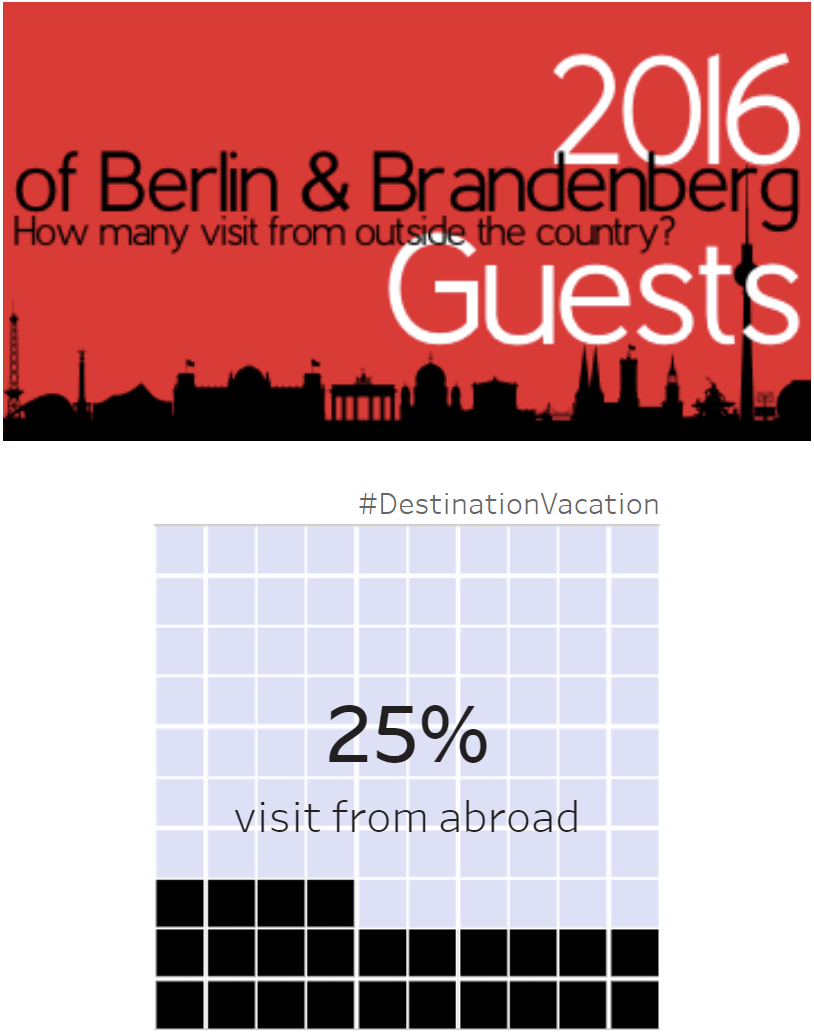 2016
of Berlin & Brandenberg
How many visit from outside the country?
Guests
#DestinationVacation
25%
visit from abroad